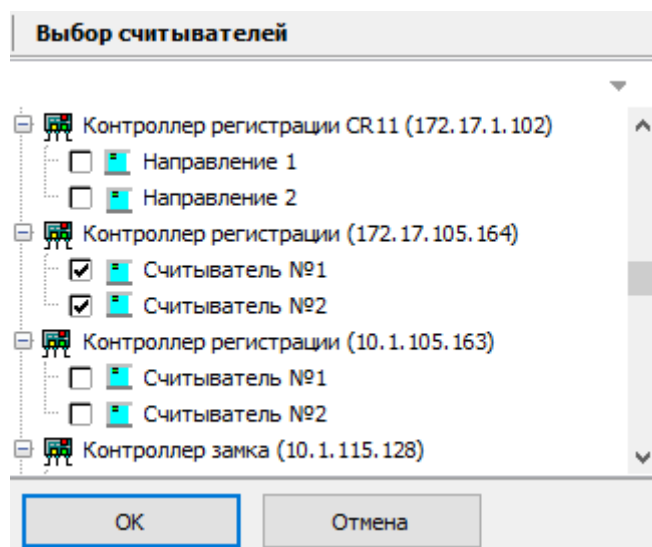 Выбор считывателей
Контроллер регистрации CR11 (172.17.1.102)
Направление 1
Направление 2
Контроллер регистрации (172.17.105.164)
Считыватель №1
Считыватель №2
Контроллер регистрации (10.1.105.163)
Считыватель №1
Считыватель №2
Контроллер замка (10.1.115.128)
ОК Отмена